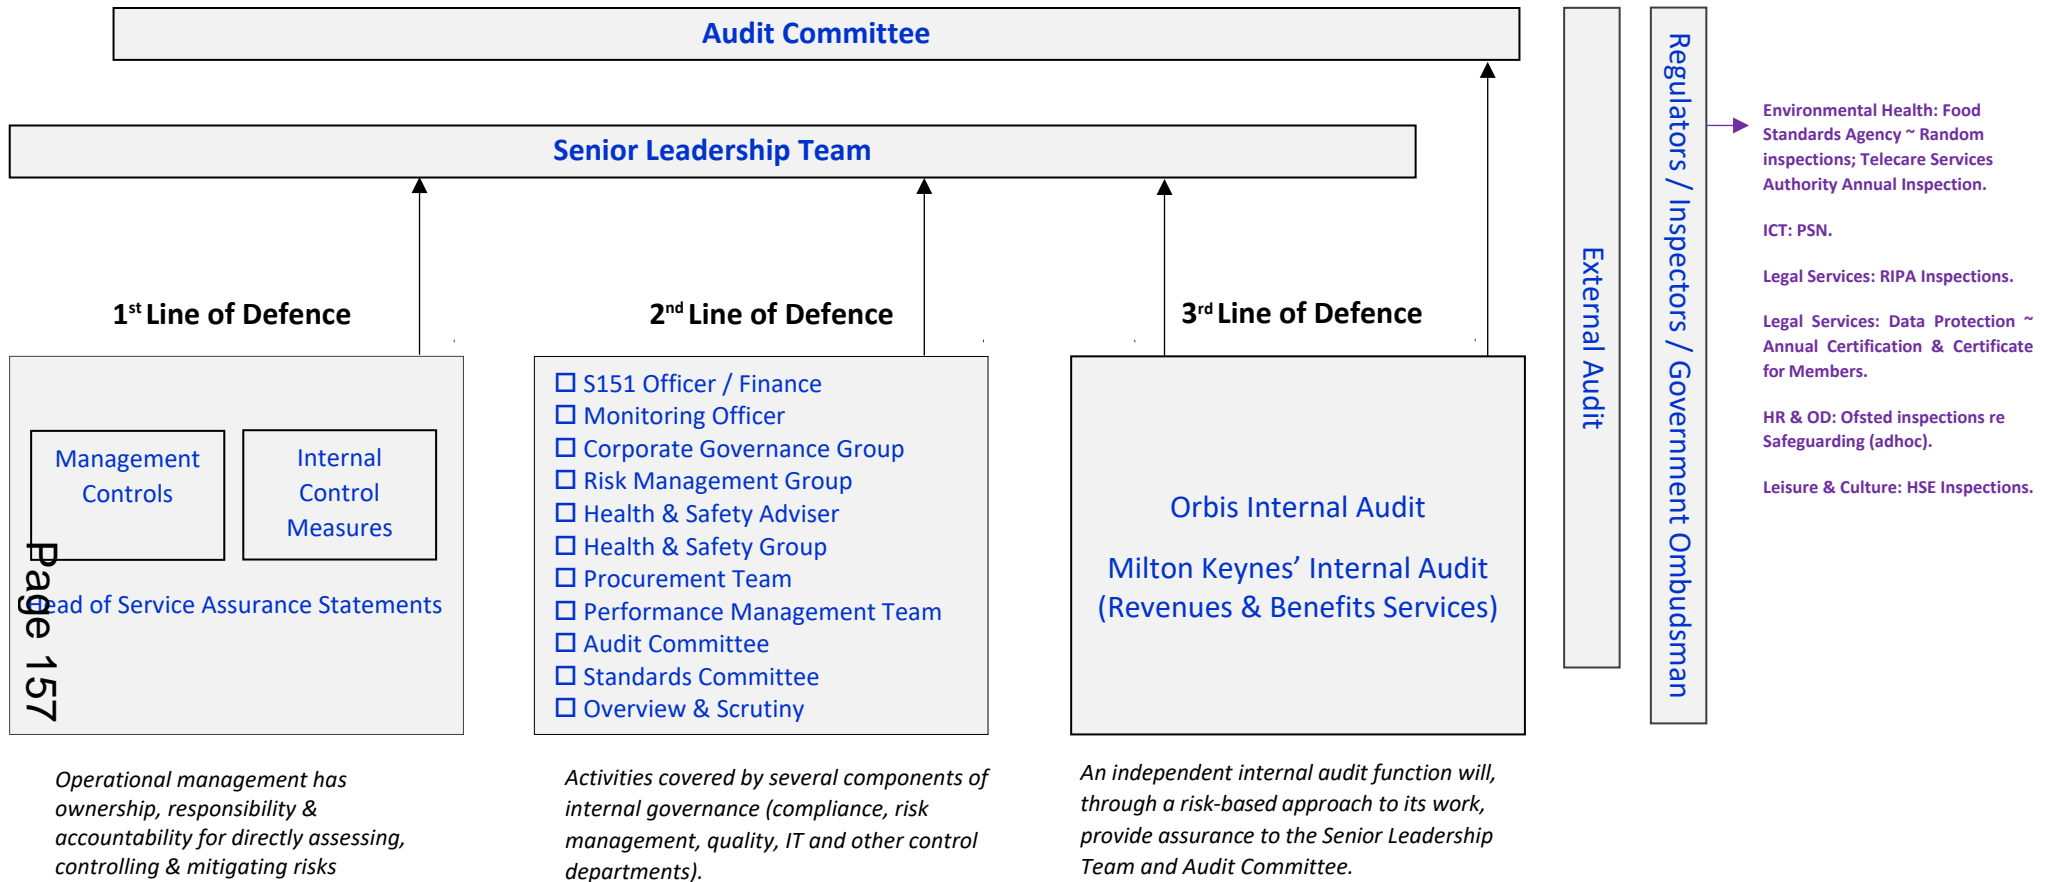 Audit Committee
Senior Leadership Team
1st Line of Defence
2nd Line of Defence
3rd Line of Defence
Management
Controls
Internal
Control
Measures
Head of Service Assurance Statements
Page 157
☐ S151 Officer / Finance
☐ Monitoring Officer
☐ Corporate Governance Group
☐ Risk Management Group
☐ Health & Safety Adviser
☐ Health & Safety Group
☐ Procurement Team
☐ Performance Management Team
☐ Audit Committee
☐ Standards Committee
☐ Overview & Scrutiny
Orbis Internal Audit
Milton Keynes’ Internal Audit
(Revenues & Benefits Services)
Operational management has
ownership, responsibility &
accountability for directly assessing,
controlling & mitigating risks
Activities covered by several components of
internal governance (compliance, risk
management, quality, IT and other control
departments).
An independent internal audit function will,
through a risk-based approach to its work,
provide assurance to the Senior Leadership
Team and Audit Committee.
External Audit
Regulators / Inspectors / Government Ombudsman
Environmental Health: Food
Standards Agency ~ Random
inspections; Telecare Services
Authority Annual Inspection.
ICT: PSN.
Legal Services: RIPA Inspections.
Legal Services: Data Protection ~
Annual Certification & Certificate
for Members.
HR & OD: Ofsted inspections re
Safeguarding (adhoc).
Leisure & Culture: HSE Inspections.